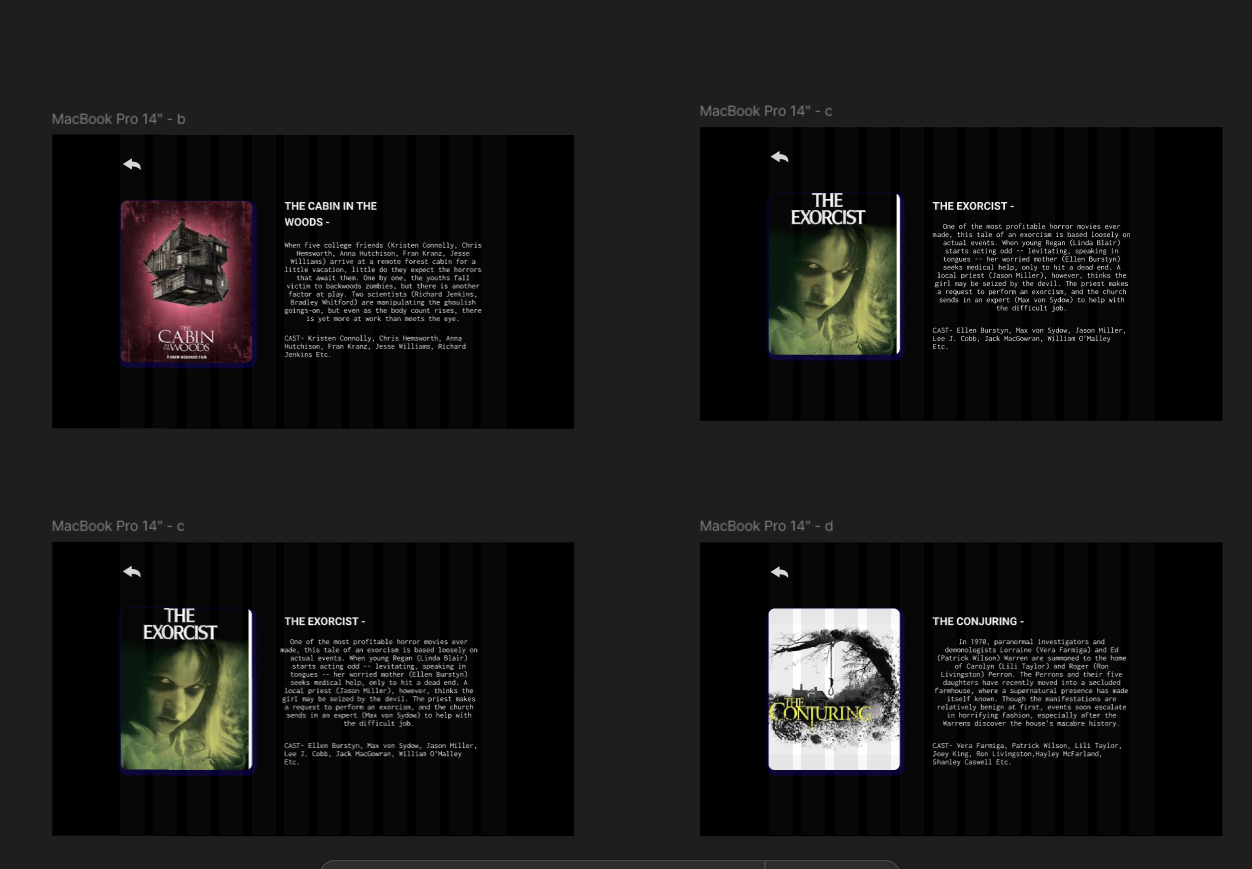 MacBook Pro 14" - b
THE CABIN IN THE
WOODS -
When five college friends (Kristen Connolly, Chris
Hemsworth, Anna Hutchison, Fran Kranz, Jesse
Williams) arrive at a remote forest cabin for a
little vacation, little do they expect the horrors
that await them. One by one, the youths fall
victim to backwoods zombies, but there is another
factor at play. Two scientists (Richard Jenkins,
Bradley Whitford) are manipulating the ghoulish
goings-on, but even as the body count rises, there
is yet more at work than meets the eye.
CAST- Kristen Connolly, Chris Hemsworth, Anna
Hutchison, Fran Kranz, Jesse Williams, Richard
Jenkins Etc.
THE
CABIN
IN THE
WOODS
A DREW GODDARD FILM
MacBook Pro 14" - c
THE
EXORCIST
THE EXORCIST -
One of the most profitable horror movies ever
made, this tale of an exorcism is based loosely on
actual events. When young Regan (Linda Blair)
starts acting odd -- levitating, speaking in
tongues -- her worried mother (Ellen Burstyn)
seeks medical help, only to hit a dead end. A
local priest (Jason Miller), however, thinks the
girl may be seized by the devil. The priest makes
a request to perform an exorcism, and the church
sends in an expert (Max von Sydow) to help with
the difficult job.
CAST- Ellen Burstyn, Max von Sydow, Jason Miller,
Lee J. Cobb, Jack MacGowran, William O'Malley
Etc.
MacBook Pro 14" - c
THE
EXORCIST
THE EXORCIST -
One of the most profitable horror movies ever
made, this tale of an exorcism is based loosely on
actual events. When young Regan (Linda Blair)
starts acting odd -- levitating, speaking in
tongues -- her worried mother (Ellen Burstyn)
seeks medical help, only to hit a dead end. A
local priest (Jason Miller), however, thinks the
girl may be seized by the devil. The priest makes
a request to perform an exorcism, and the church
sends in an expert (Max von Sydow) to help with
the difficult job.
CAST- Ellen Burstyn, Max von Sydow, Jason Miller,
Lee J. Cobb, Jack MacGowran, William O'Malley
Etc.
MacBook Pro 14" - d
THE
CONJURING
THE CONJURING -
In 1970, paranormal investigators and
demonologists Lorraine (Vera Farmiga) and Ed
(Patrick Wilson) Warren are summoned to the home
of Carolyn (Lili Taylor) and Roger (Ron
Livingston) Perron. The Perrons and their five
daughters have recently moved into a secluded
farmhouse, where a supernatural presence has made
itself known. Though the manifestations are
relatively benign at first, events soon escalate
in horrifying fashion, especially after the
Warrens discover the house's macabre history.
CAST- Vera Farmiga, Patrick Wilson, Lili Taylor,
Joey King, Ron Livingston,Hayley McFarland,
Shanley Caswell Etc.